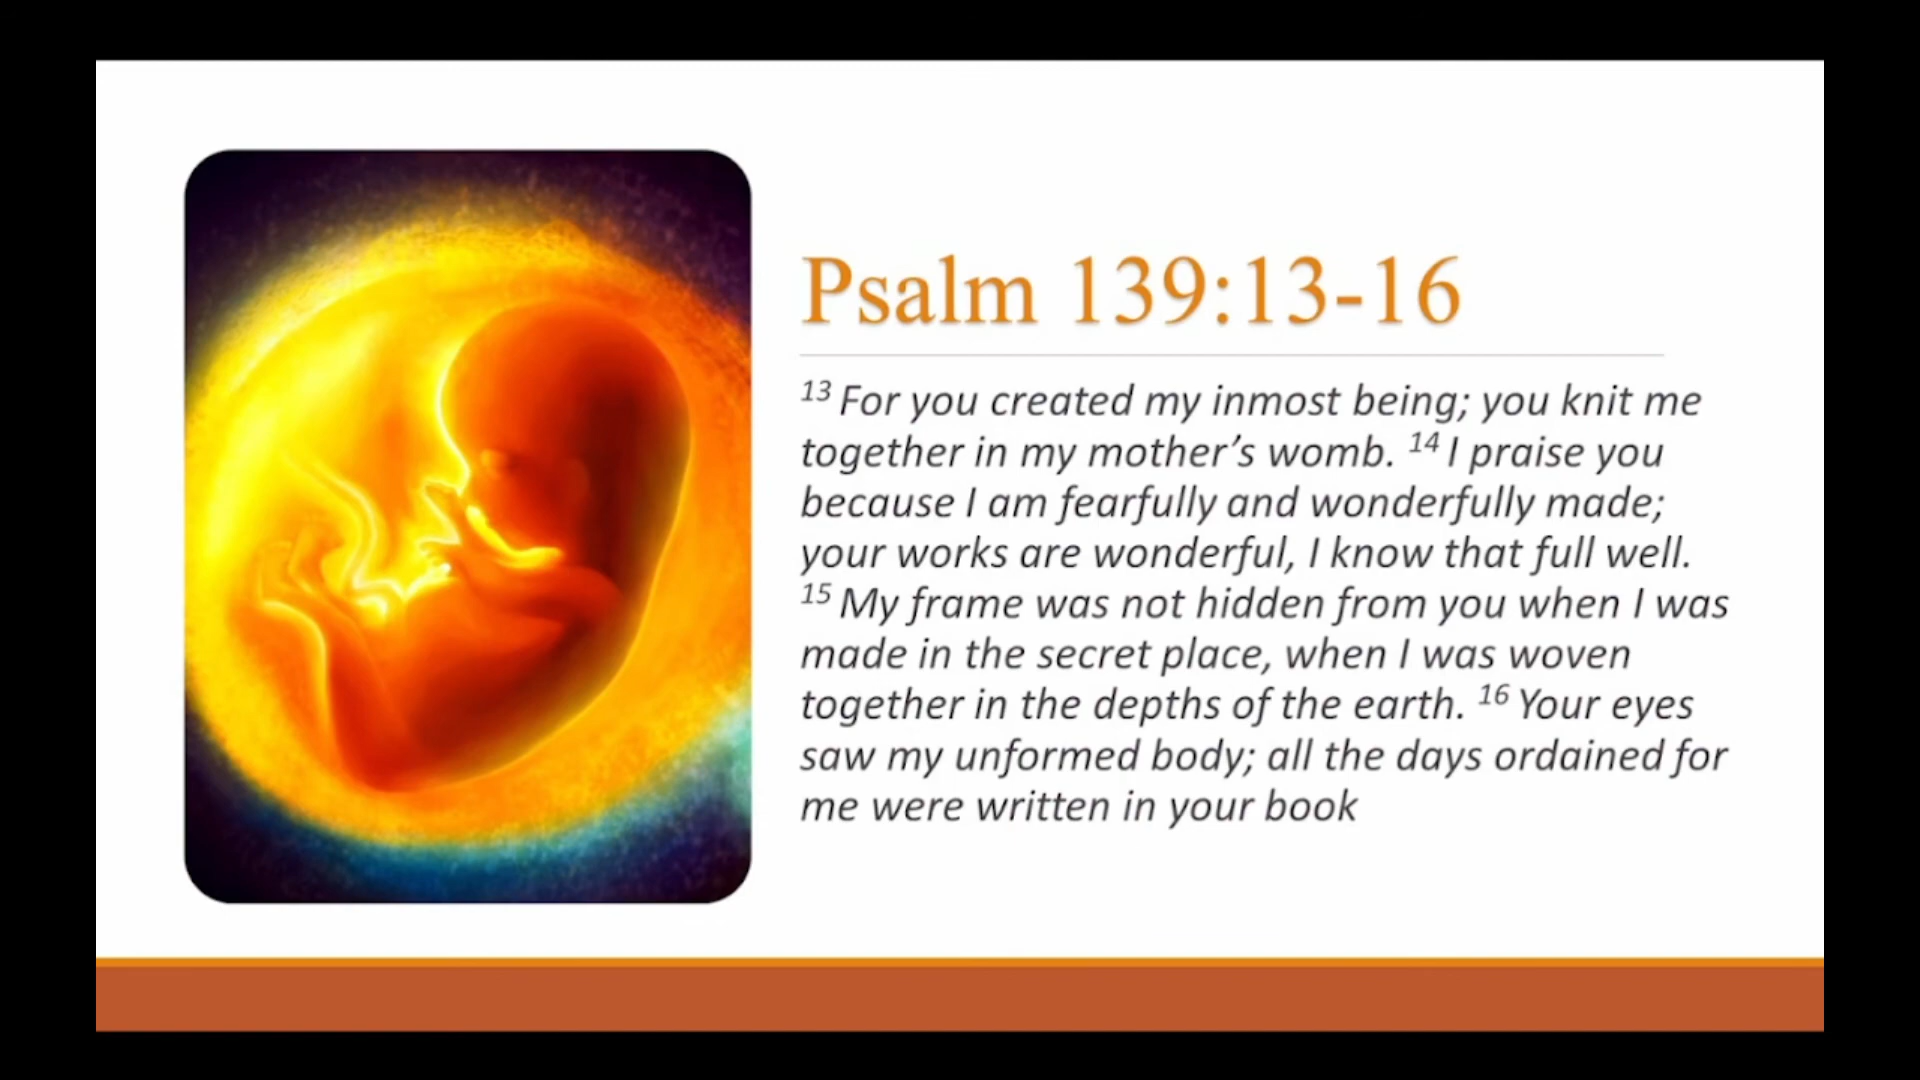 Psalm 139:13-16
13 For you created my inmost being; you knit me
together in my mother’s womb. 14 I praise you
because I am fearfully and wonderfully made;
your works are wonderful, I know that full well.
15 My frame was not hidden from you when I was
made in the secret place, when I was woven
together in the depths of the earth. 16 Your eyes
saw my unformed body; all the days ordained for
me were written in your book